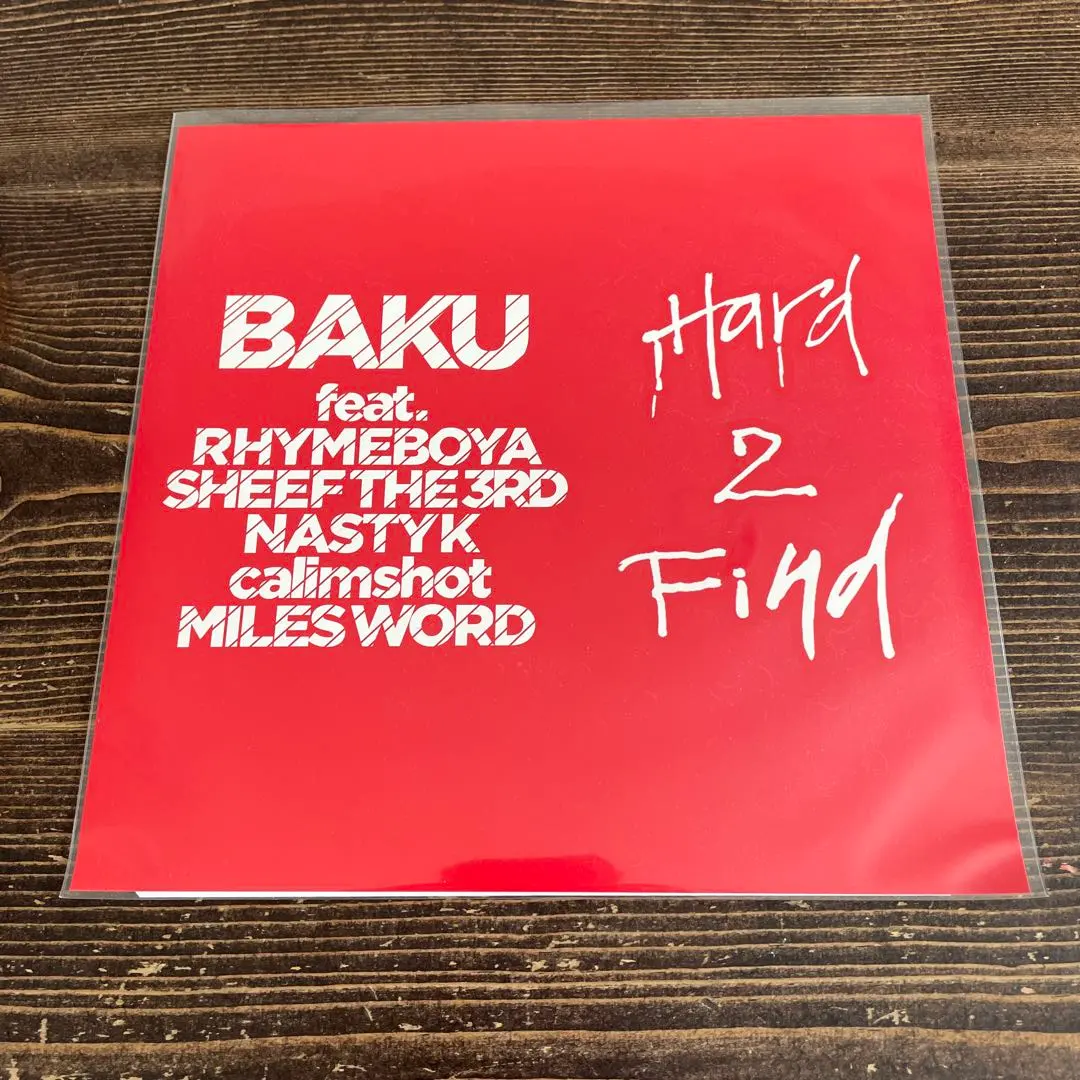 BAKU
feat.
RHYMEBOYA
SHEEF THE 3RD
NASTY K
calimshot
MILES WORD
Hard
2
Find